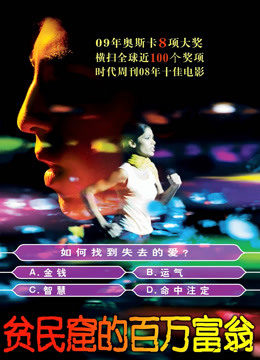 09年奥斯卡8项大奖
横扫全球近100个奖项
时代周刊08年十佳电影
如何找到失去的爱？
A. 金钱
B. 运气
C. 智慧
D. 命中注定
贫民窟的百万富翁